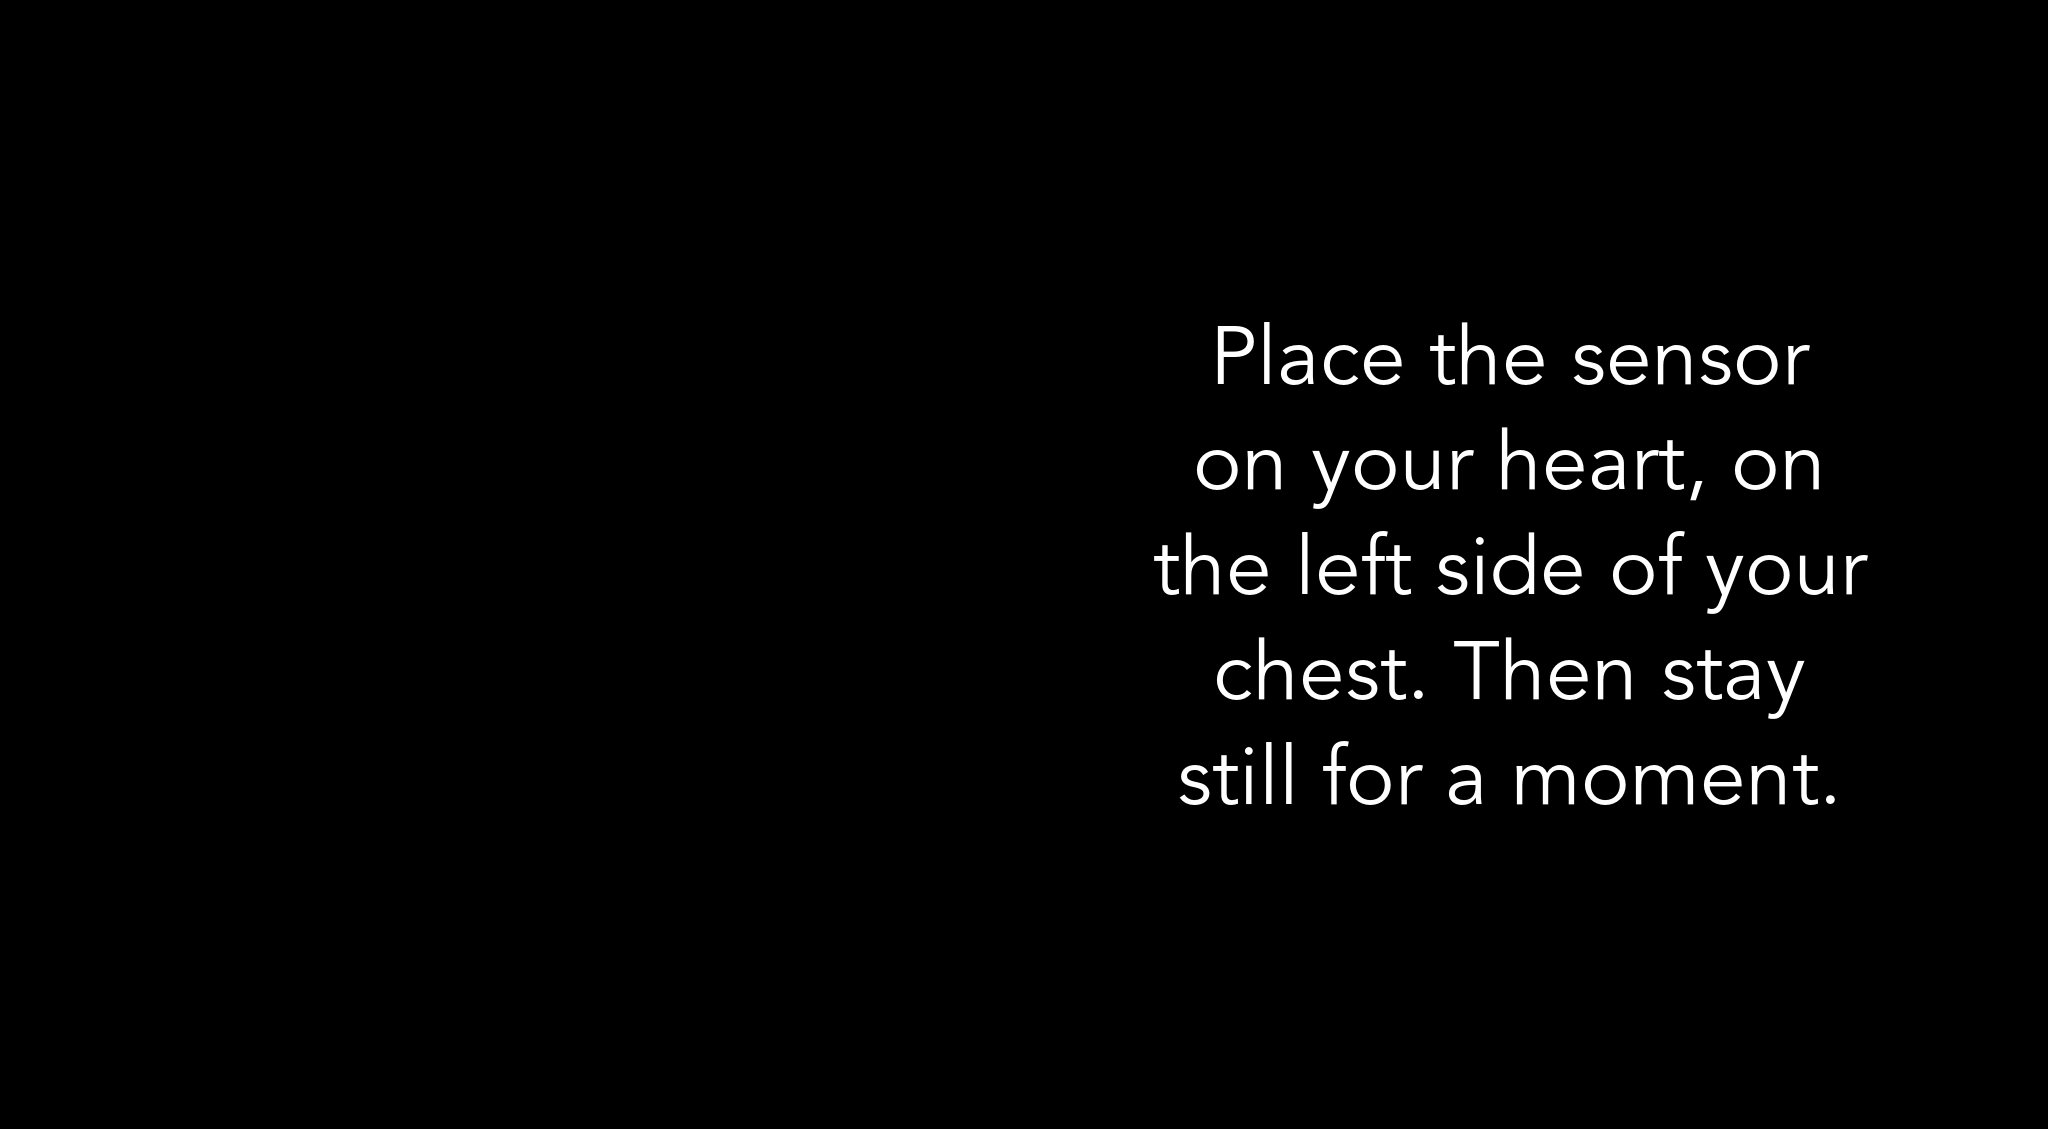 Place the sensor
on your heart, on
the left side of your
chest. Then stay
still for a moment.